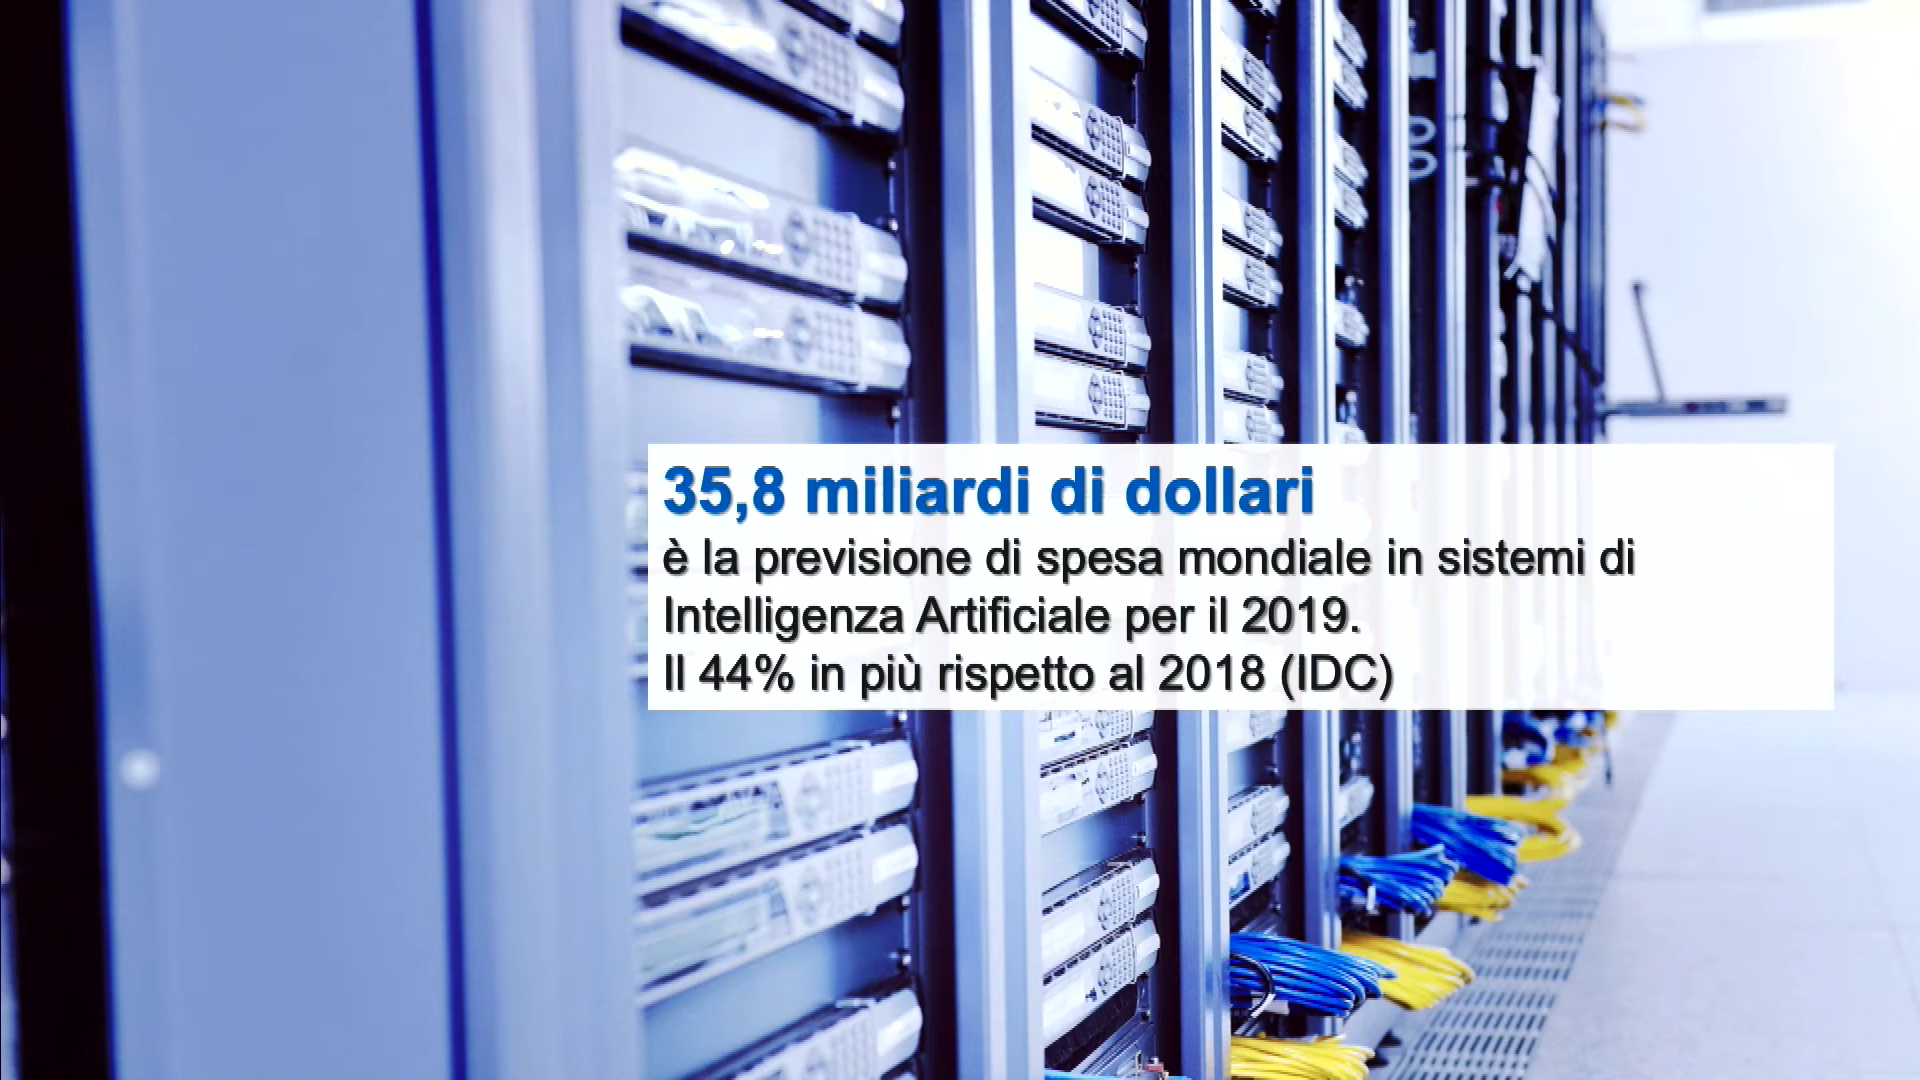 35,8 miliardi di dollari
è la previsione di spesa mondiale in sistemi di
Intelligenza Artificiale per il 2019.
Il 44% in più rispetto al 2018 (IDC)